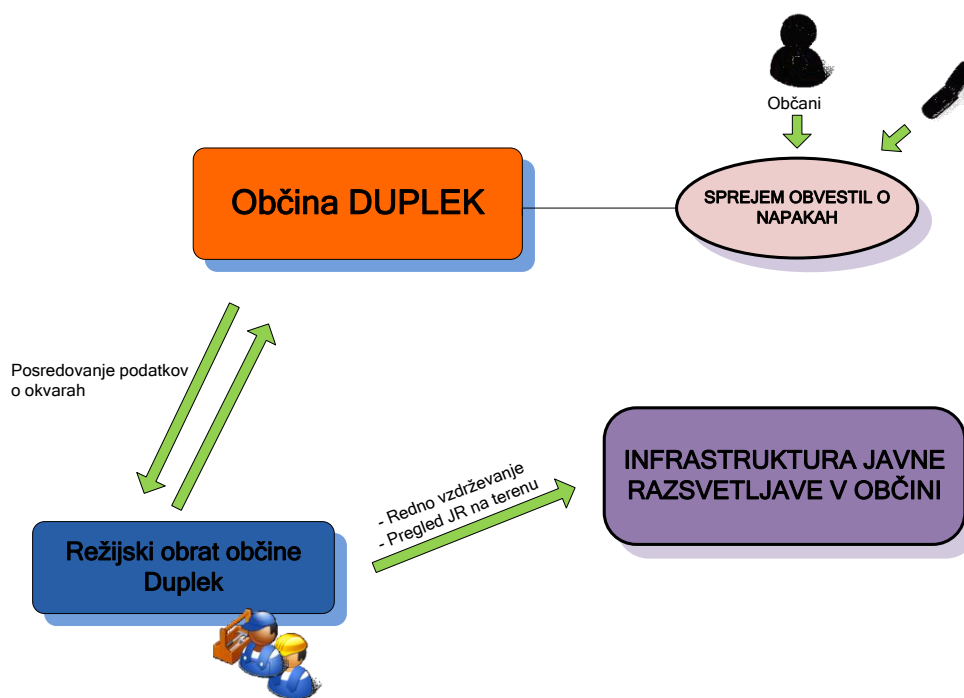 Občani
Občina DUPLEK
SPREJEM OBVESTIL O
NAPAKAH
Posredovanje podatkov
o okvarah
- Redno vzdrževanje
- Pregled JR na terenu
INFRASTRUKTURA JAVNE
RAZSVETLJAVE V OBČINI
Režijski obrat občine
Duplek